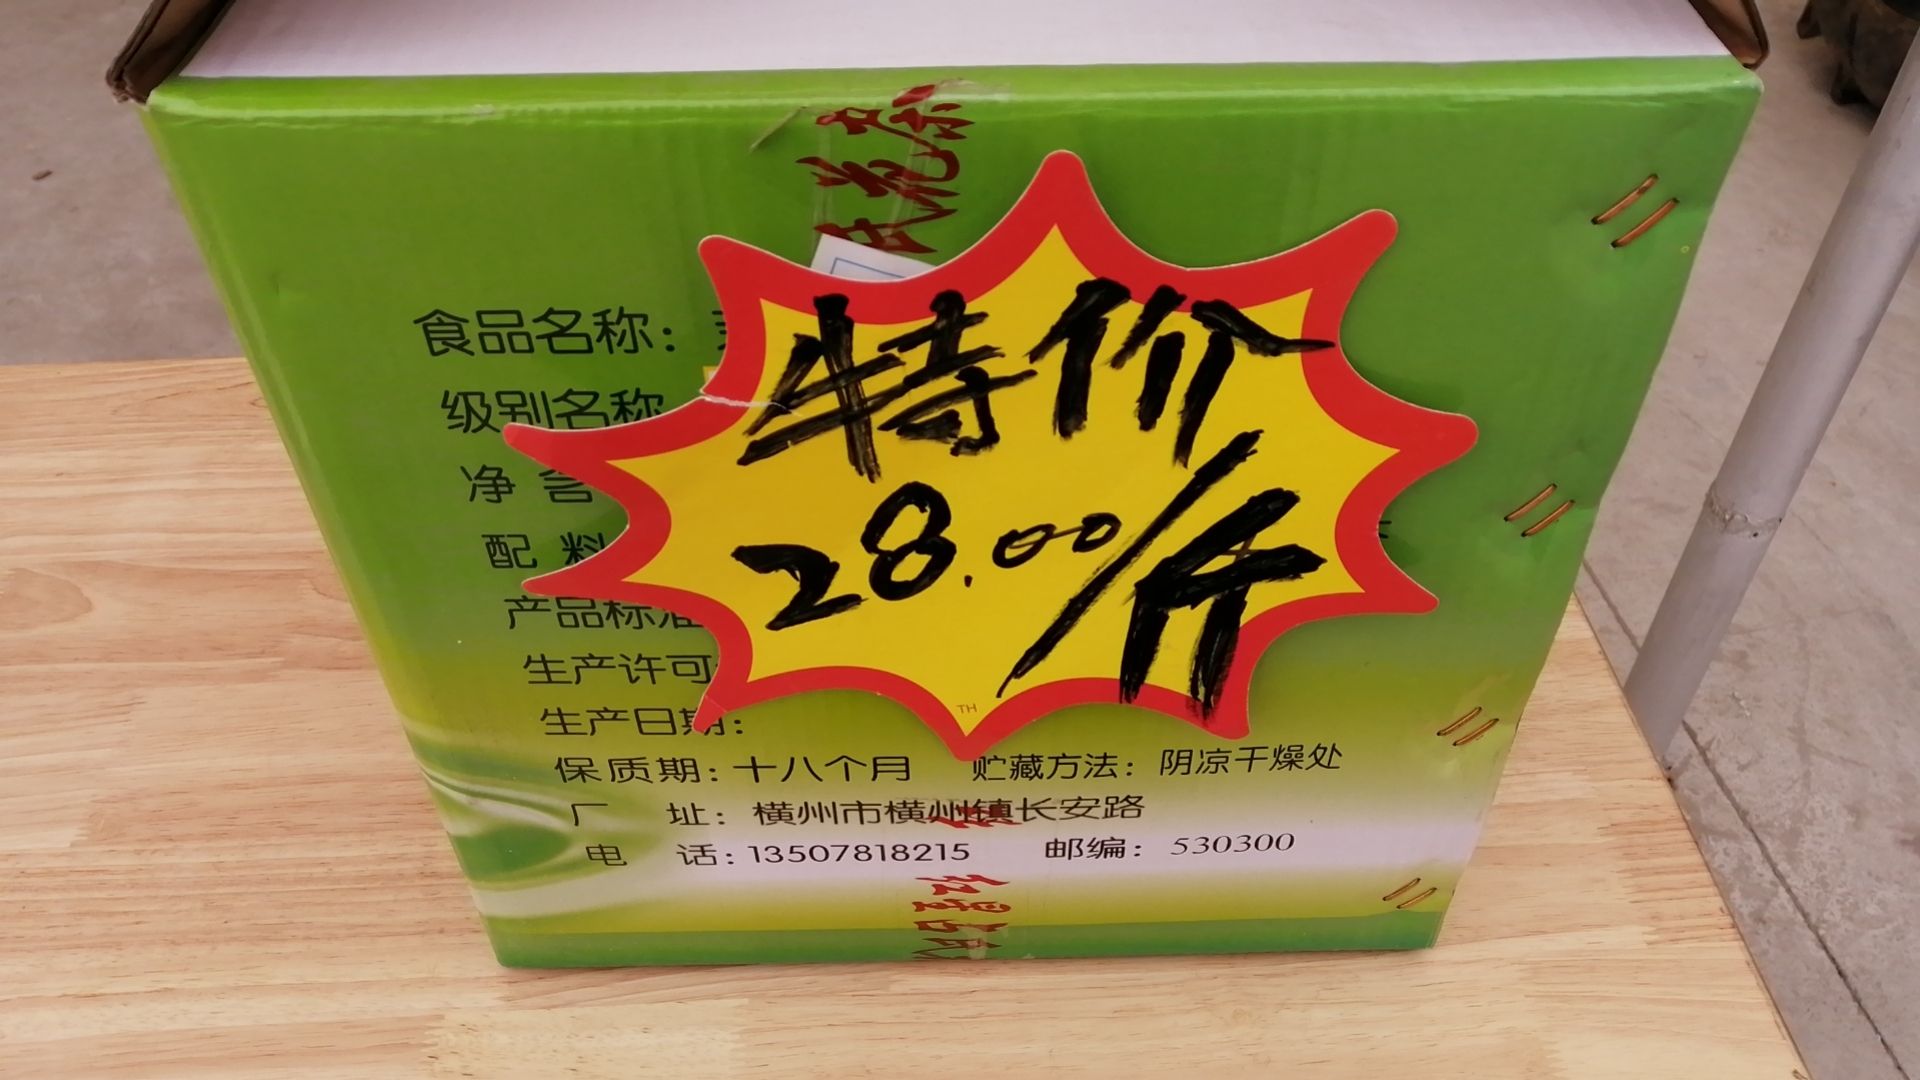 特价
28.00/斤
TH
食品名称:
级别名称
净 含
配 料
产品标准
生产许可
生产日期:
保质期: 十八个月 贮藏方法: 阴凉干燥处
厂 址: 横州市横州镇长安路
电 话: 13507818215 邮编: 530300